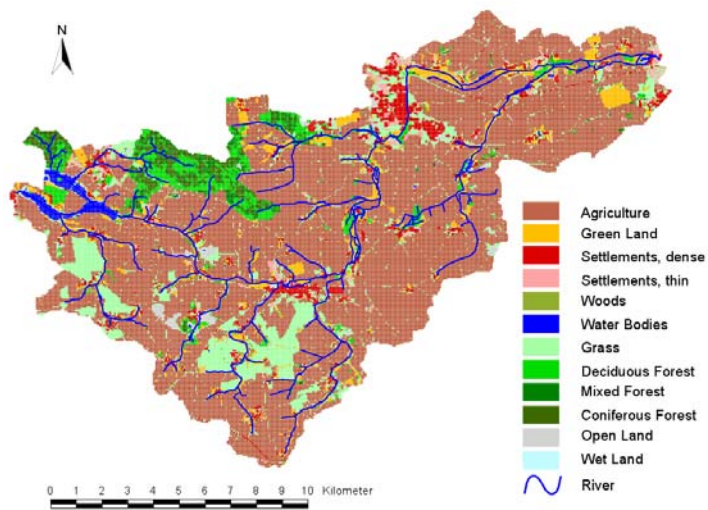 N
Agriculture
Green Land
Settlements, dense
Settlements, thin
Woods
Water Bodies
Grass
Deciduous Forest
Mixed Forest
Coniferous Forest
Open Land
Wet Land
River
0 1 2 3 4 5 6 7 8 9 10 Kilometer